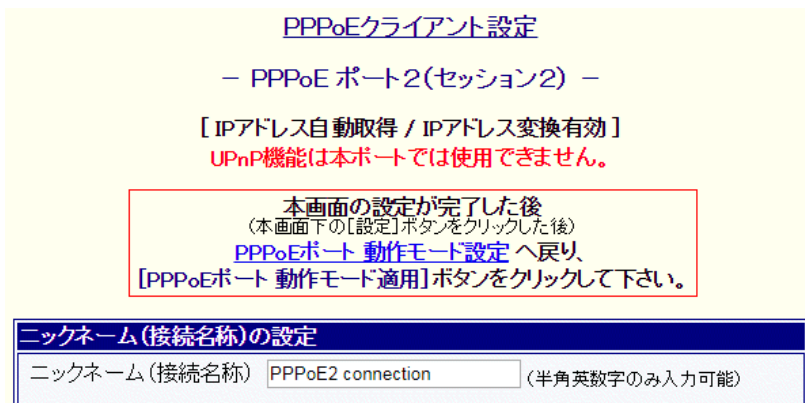 PPPoEクライアント設定
－ PPPoE ポート2(セッション2) －
[ IPアドレス自動取得 / IPアドレス変換有効 ]
UPnP機能は本ポートでは使用できません。
本画面の設定が完了した後
(本画面下の[設定]ボタンをクリックした後)
PPPoEポート 動作モード設定 へ戻り、
[PPPoEポート 動作モード適用]ボタンをクリックして下さい。
ニックネーム(接続名称)の設定
ニックネーム(接続名称) PPPoE2 connection (半角英数字のみ入力可能)